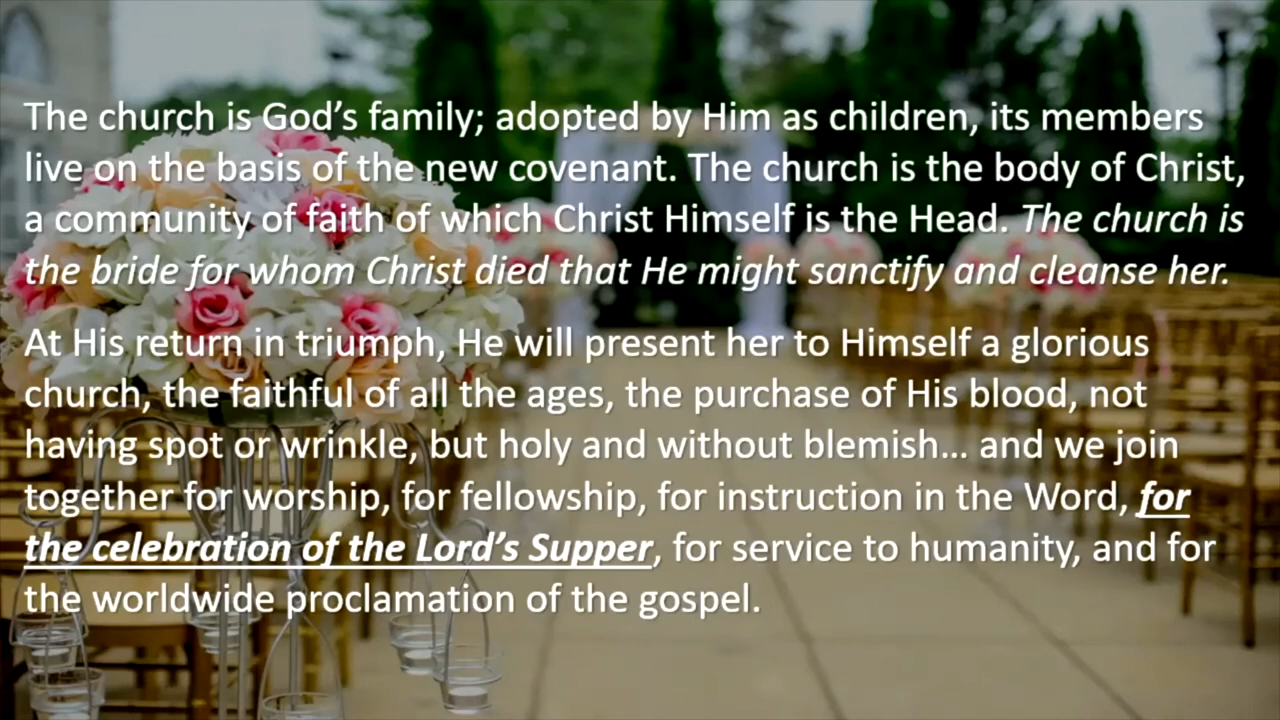 The church is God’s family; adopted by Him as children, its members
live on the basis of the new covenant. The church is the body of Christ,
a community of faith of which Christ Himself is the Head. The church is
the bride for whom Christ died that He might sanctify and cleanse her.
At His return in triumph, He will present her to Himself a glorious
church, the faithful of all the ages, the purchase of His blood, not
having spot or wrinkle, but holy and without blemish… and we join
together for worship, for fellowship, for instruction in the Word, for
the celebration of the Lord’s Supper, for service to humanity, and for
the worldwide proclamation of the gospel.